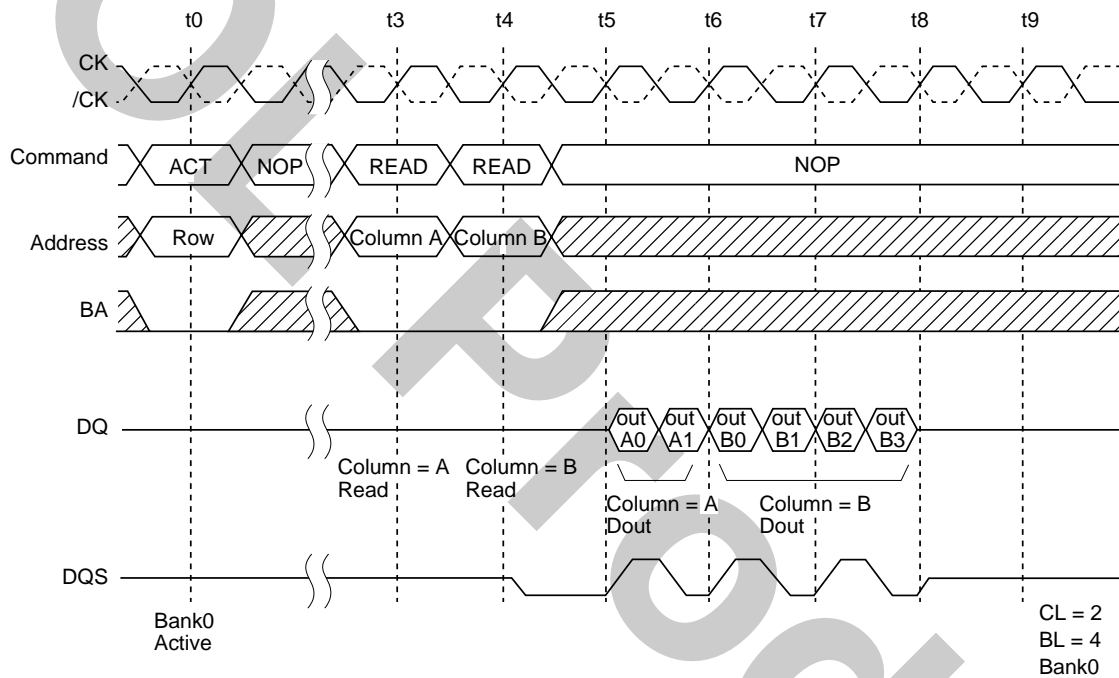 t0 t3 t4 t5 t6 t7 t8 t9
CK
/CK
Command ACT NOP READ READ NOP
Address Row Column A Column B
BA
DQ out A0 out A1 out B0 out B1 out B2 out B3
Column = A Read
Column = B Read
Column = A Dout
Column = B Dout
DQS
Bank0
Active
CL = 2
BL = 4
Bank0